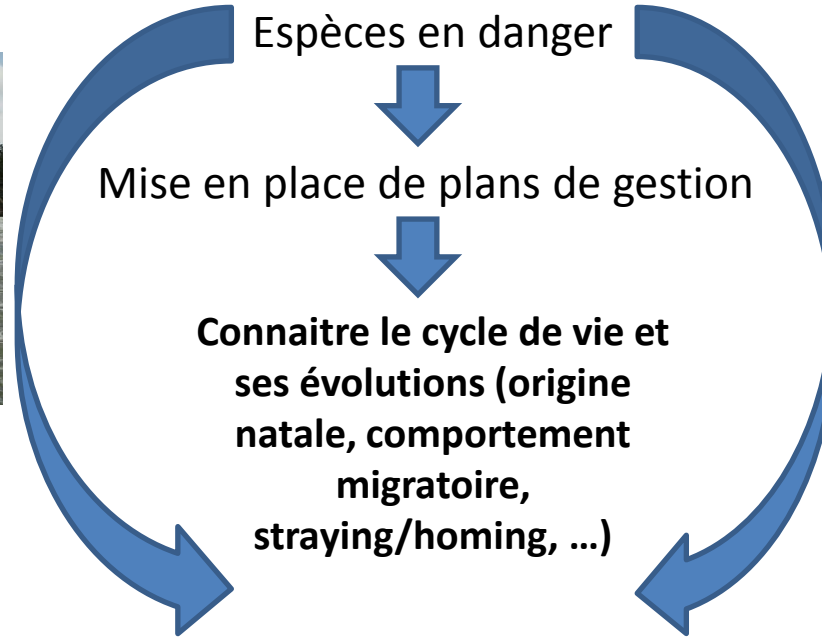 Espèces en danger
Mise en place de plans de gestion
Connaitre le cycle de vie et
ses évolutions (origine
natale, comportement
migratoire,
straying/homing, …)